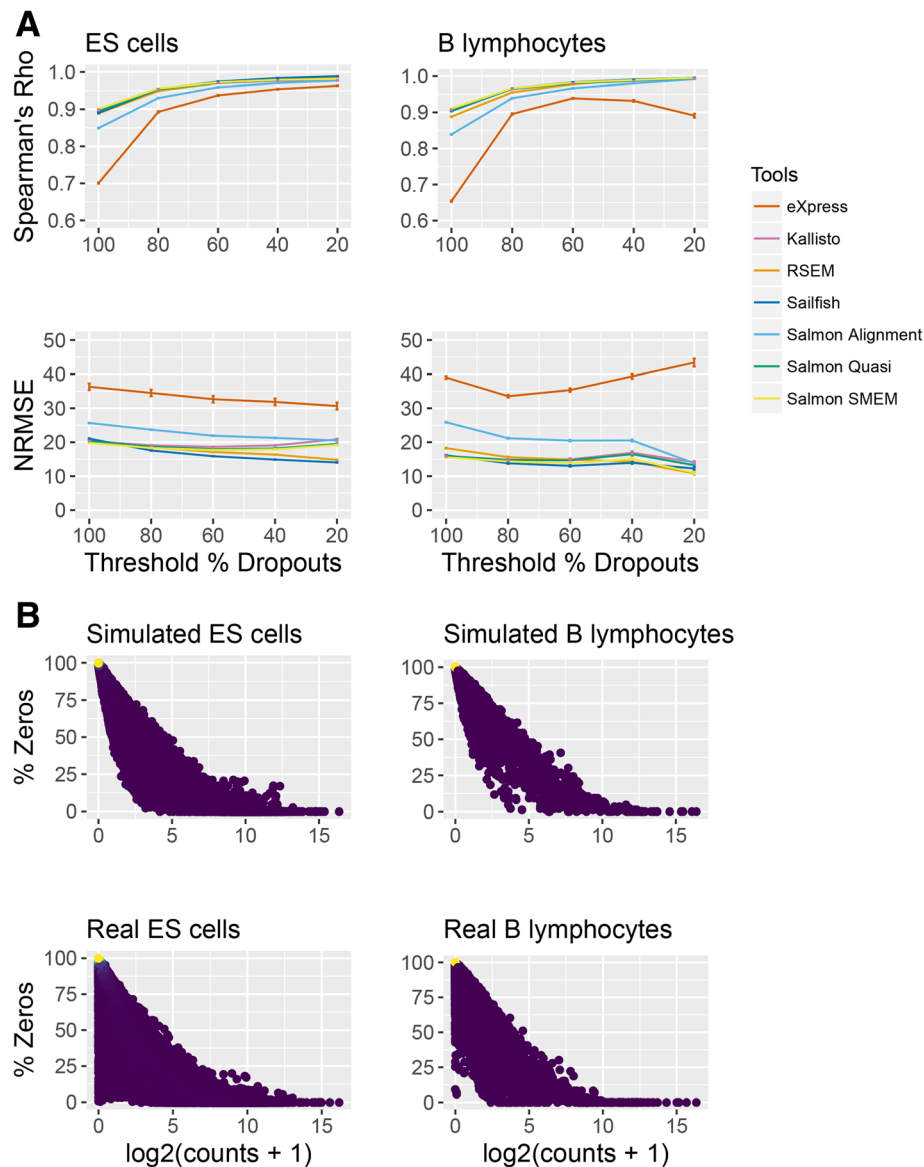 A
ES cells
B lymphocytes
Spearman's Rho
1.0
0.9
0.8
0.7
0.6
100 80 60 40 20
1.0
0.9
0.8
0.7
0.6
100 80 60 40 20
Tools
eXpress
Kallisto
RSEM
Sailfish
Salmon Alignment
Salmon Quasi
Salmon SMEM
NRMSE
50
40
30
20
10
0
100 80 60 40 20
Threshold % Dropouts
50
40
30
20
10
0
100 80 60 40 20
Threshold % Dropouts
B
Simulated ES cells
Simulated B lymphocytes
% Zeros
100
75
50
25
0
0 5 10 15
100
75
50
25
0
0 5 10 15
Real ES cells
Real B lymphocytes
% Zeros
100
75
50
25
0
0 5 10 15
log2(counts + 1)
100
75
50
25
0
0 5 10 15
log2(counts + 1)